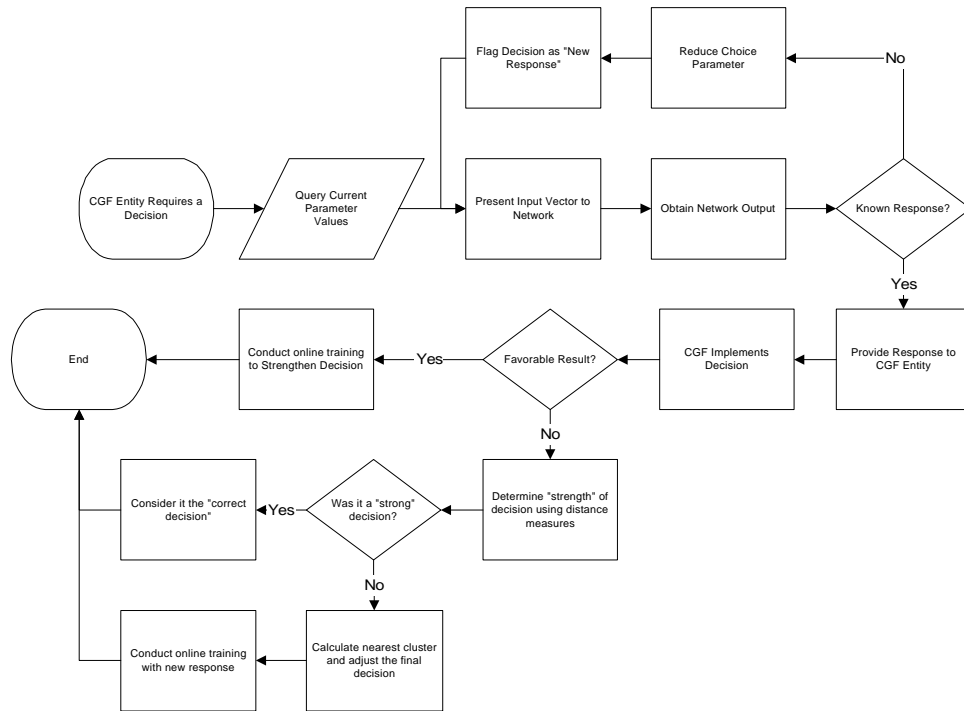 Flag Decision as "New
Response"
Reduce Choice
Parameter
No
CGF Entity Requires a
Decision
Query Current
Parameter
Values
Present Input Vector to
Network
Obtain Network Output
Known Response?
Yes
End
Conduct online training
to Strengthen Decision
Yes
Favorable Result?
CGF Implements
Decision
Provide Response to
CGF Entity
No
Consider it the "correct
decision"
Yes
Was it a "strong"
decision?
Determine "strength" of
decision using distance
measures
No
Conduct online training
with new response
Calculate nearest cluster
and adjust the final
decision